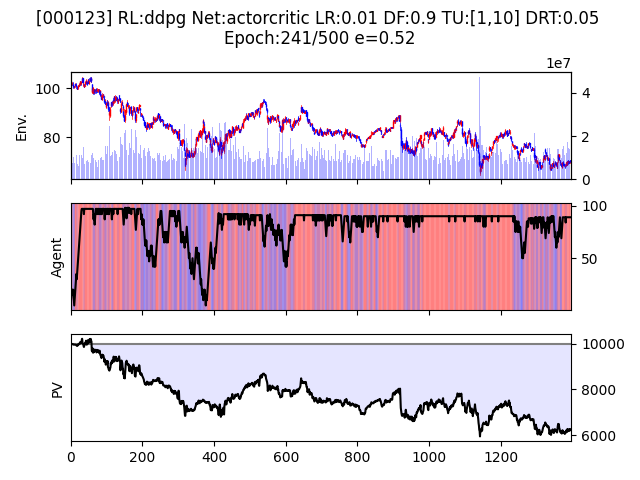 [000123] RL:ddpg Net:actorcritic LR:0.01 DF:0.9 TU:[1,10] DRT:0.05
Epoch:241/500 e=0.52
1e7
Env.
100
80
4
2
0
Agent
100
50
PV
10000
8000
6000
0 200 400 600 800 1000 1200